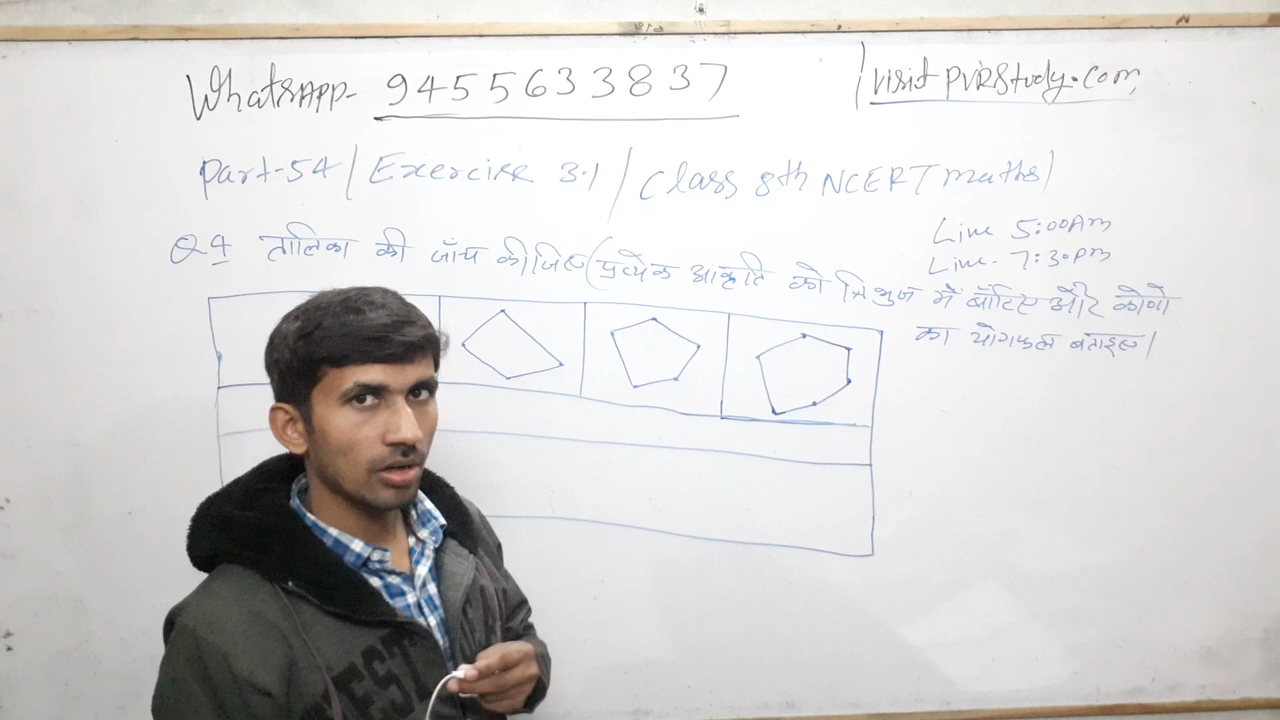 WhatsApp- 9455633837
visit PVRStudy.com
Part-54 / Exercise 3.1 / Class 8th NCERT maths /
Live 5:00Am
Live- 7:30pm
Q4 तालिका की जाँच कीजिए (प्रत्येक आकृति को त्रिभुज में बाँटिए और कोणों
का योगफल बताइए।